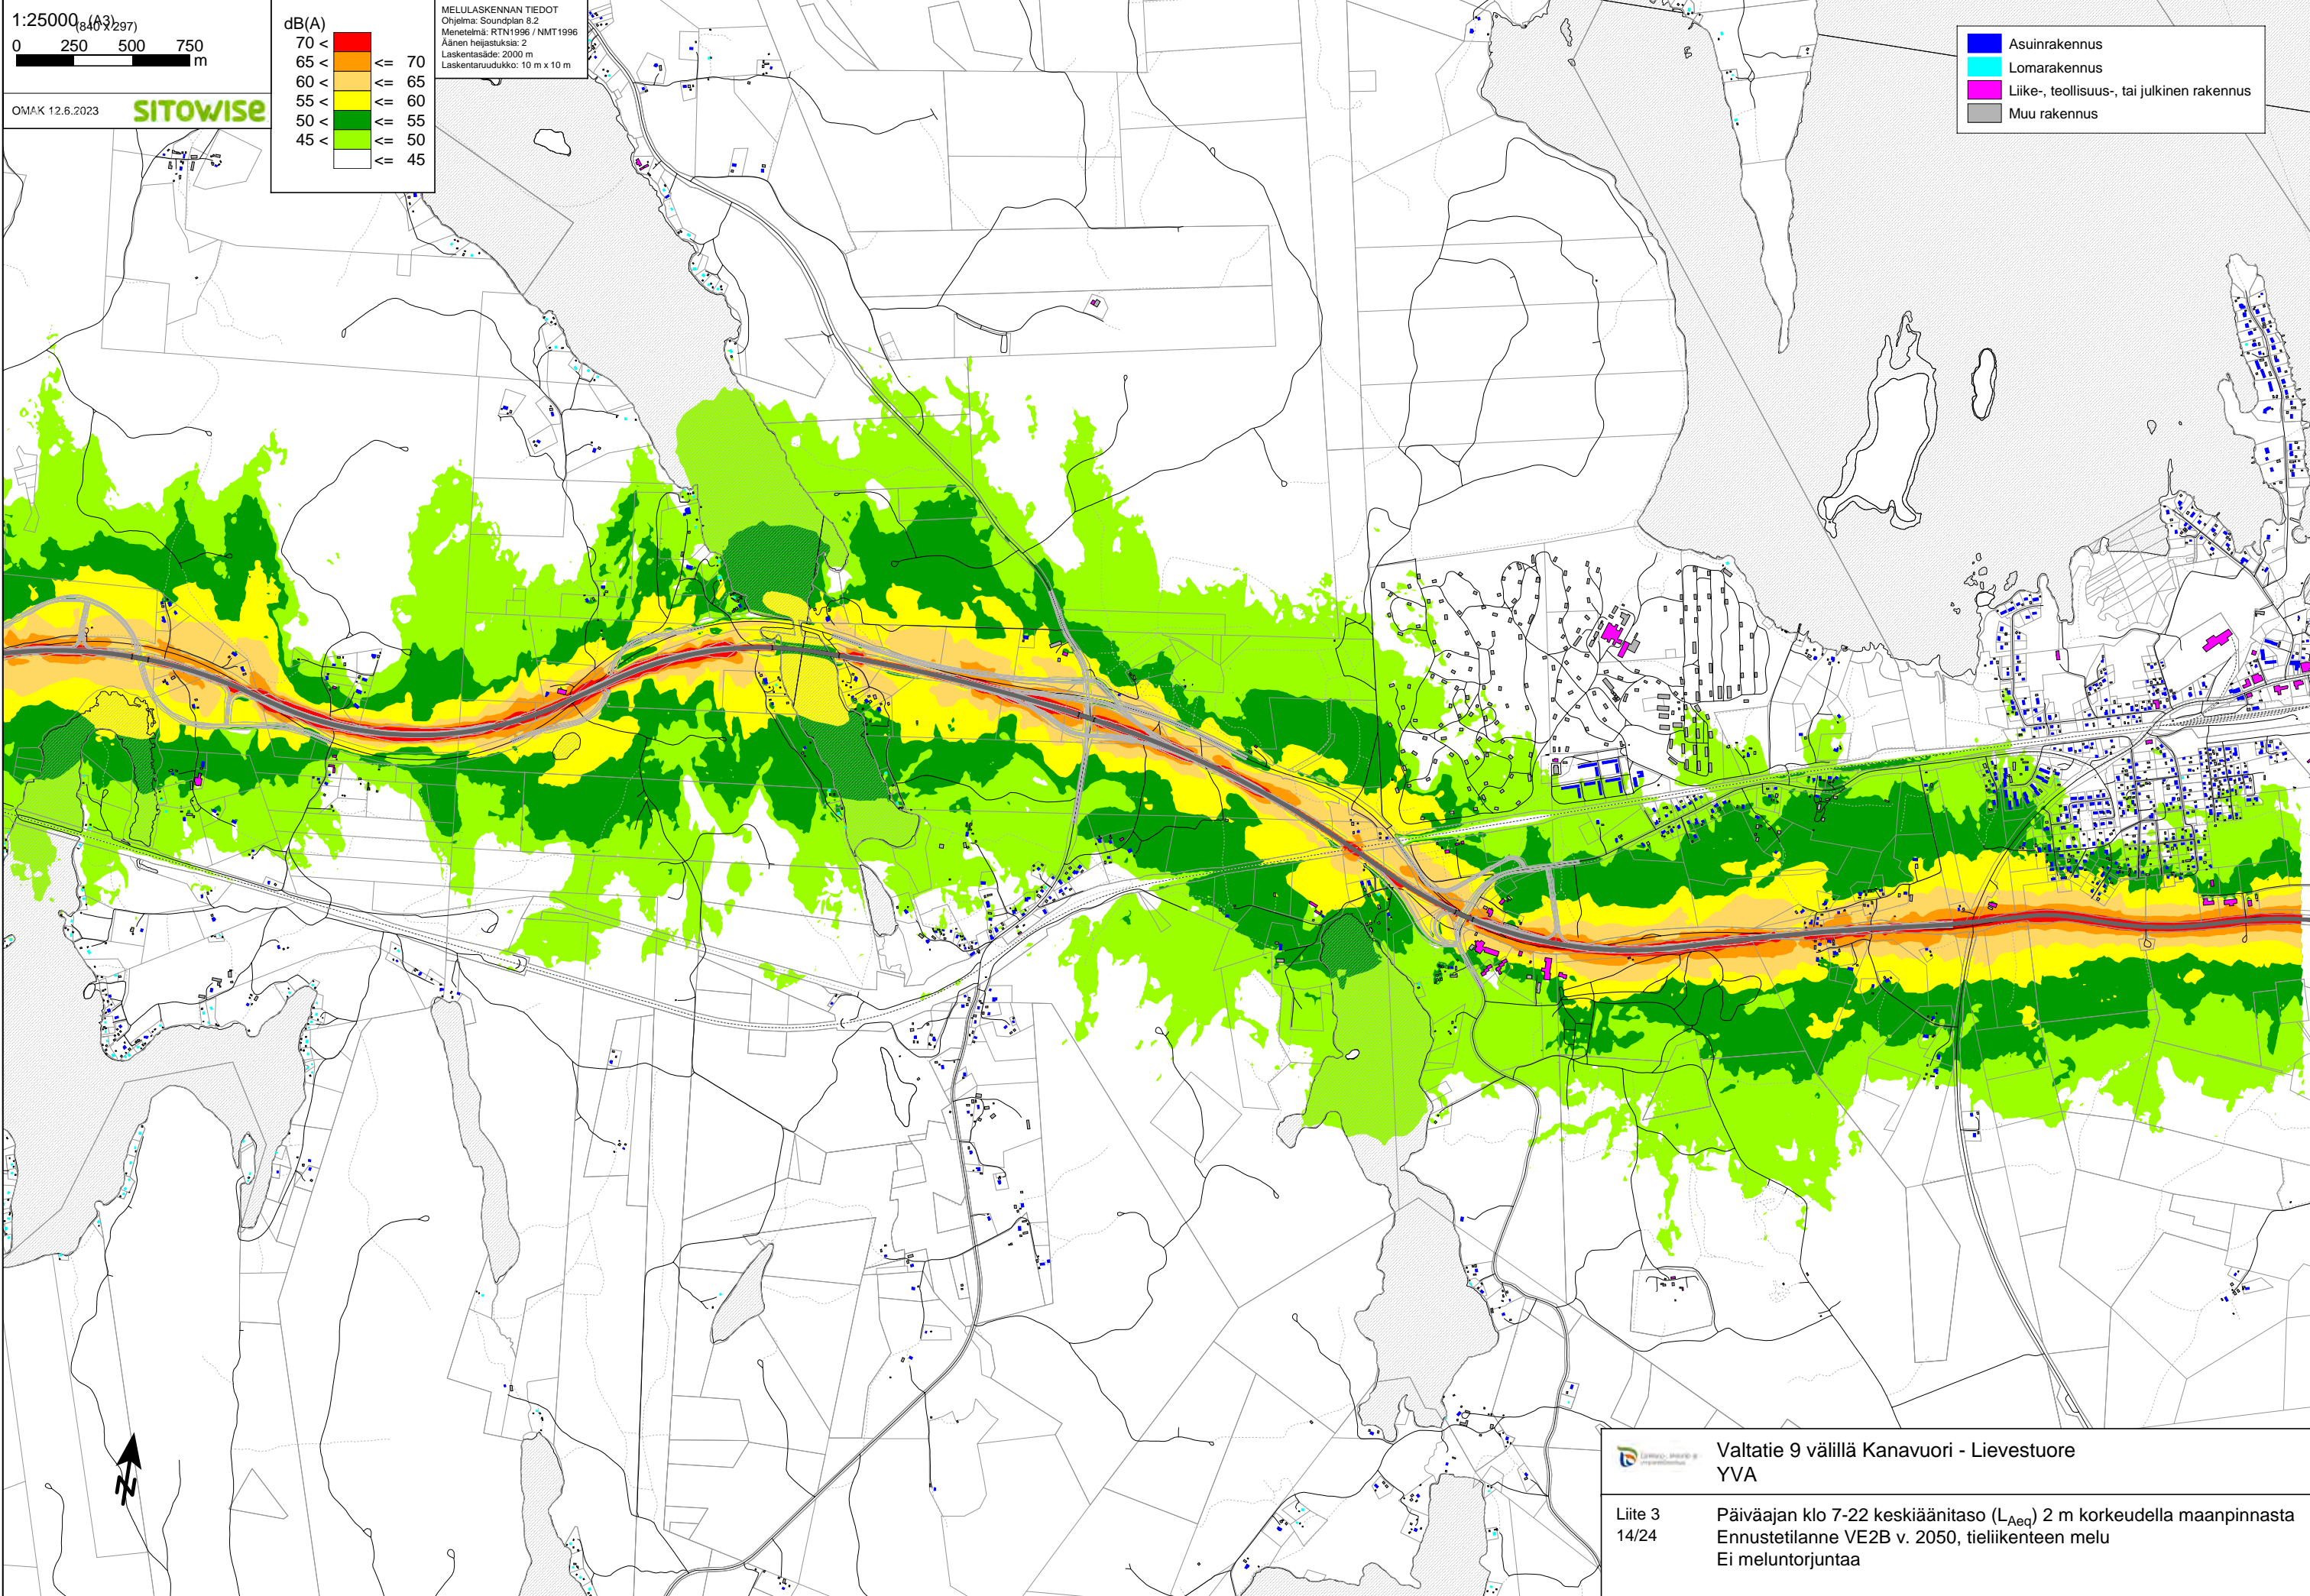 1:25000 (A3)
(840 x 297)
0 250 500 750
m
OMAK 12.6.2023
SITOWISE
dB(A)
70 <
65 < <= 70
60 < <= 65
55 < <= 60
50 < <= 55
45 < <= 50
<= 45
MELULASKENNAN TIEDOT
Ohjelma: Soundplan 8.2
Menetelmä: RTN1996 / NMT1996
Äänen heijastuksia: 2
Laskentasäde: 2000 m
Laskentaruudukko: 10 m x 10 m
Asuinrakennus
Lomarakennus
Liike-, teollisuus-, tai julkinen rakennus
Muu rakennus
N
Valtatie 9 välillä Kanavuori - Lievestuore
YVA
Liite 3
14/24
Päiväajan klo 7-22 keskiäänitaso (LAeq) 2 m korkeudella maanpinnasta
Ennustetilanne VE2B v. 2050, tieliikenteen melu
Ei meluntorjuntaa